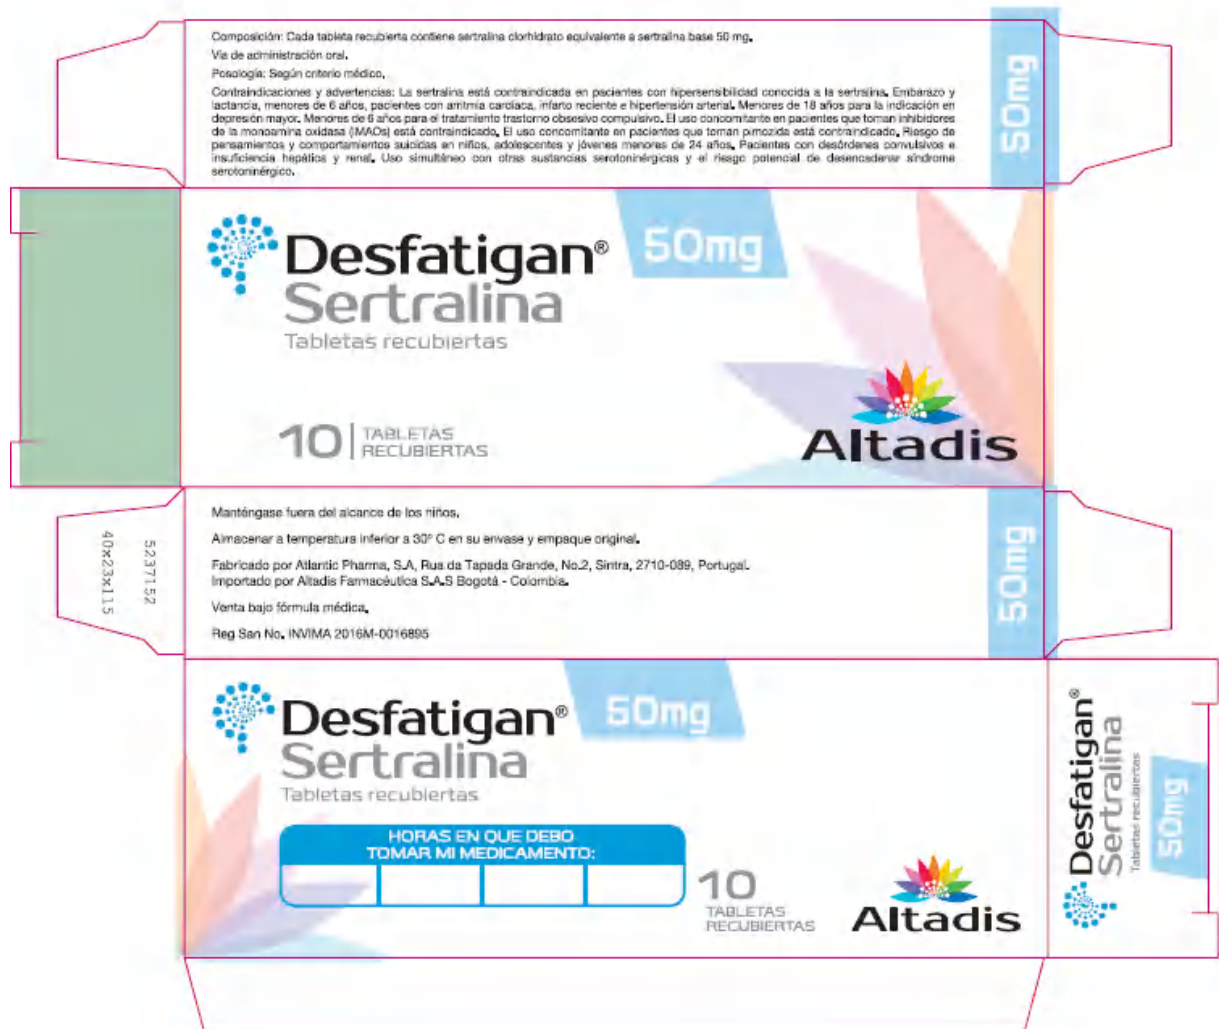 Composición: Cada tableta recubierta contiene sertralina clorhidrato equivalente a sertralina base 50 mg.
Vía de administración oral.
Posología: Según criterio médico.
Contraindicaciones y advertencias: La sertralina está contraindicada en pacientes con hipersensibilidad conocida a la sertralina. Embarazo y
lactancia, menores de 6 años, pacientes con arritmia cardíaca, infarto reciente e hipertensión arterial. Menores de 18 años para la indicación en
depresión mayor. Menores de 6 años para el tratamiento trastorno obsesivo compulsivo. El uso concomitante en pacientes que toman inhibidores
de la monoamina oxidasa (IMAOs) está contraindicado. El uso concomitante en pacientes que toman pimozida está contraindicado. Riesgo de
pensamientos y comportamientos suicidas en niños, adolescentes y jóvenes menores de 24 años. Pacientes con desórdenes convulsivos e
insuficiencia hepática y renal. Uso simultáneo con otras sustancias serotoninérgicas y el riesgo potencial de desencadenar síndrome
serotoninérgico.
50mg
Desfatigan®
50mg
Sertralina
Tabletas recubiertas
10 TABLETAS
RECUBIERTAS
Altadis
Manténgase fuera del alcance de los niños.
Almacenar a temperatura inferior a 30° C en su envase y empaque original.
Fabricado por Atlantic Pharma, S.A, Rua da Tapada Grande, No.2, Sintra, 2710-089, Portugal.
Importado por Altadis Farmacéutica S.A.S Bogotá - Colombia.
Venta bajo fórmula médica.
Reg San No. INVIMA 2016M-0016895
50mg
5237152
40x23x115
Desfatigan®
50mg
Sertralina
Tabletas recubiertas
HORAS EN QUE DEBO
TOMAR MI MEDICAMENTO:
10
TABLETAS
RECUBIERTAS
Altadis
Desfatigan®
Sertralina
Tabletas recubiertas
50mg